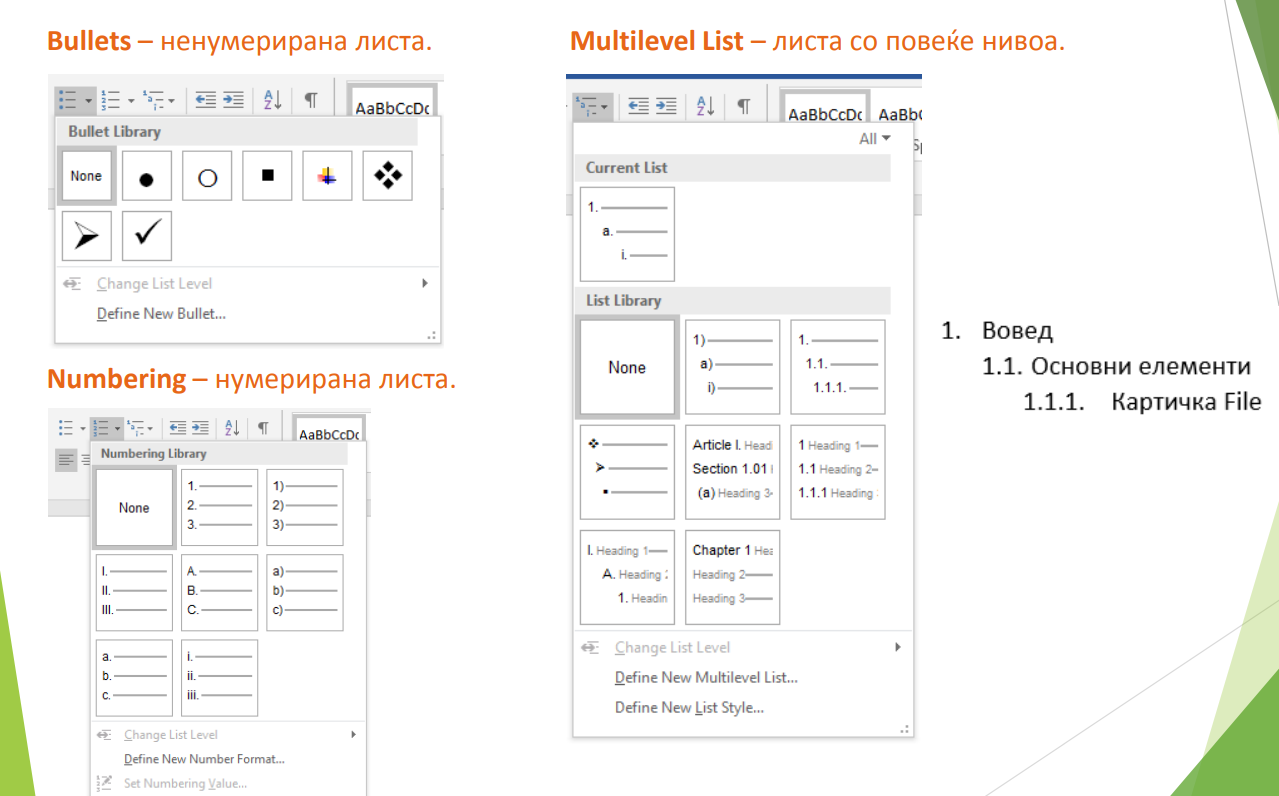 Bullets – ненумерирана листа.
AaBbCcDc
Bullet Library
None
Change List Level
Define New Bullet...
Numbering – нумерирана листа.
AaBbCcDc
Numbering Library
None
1.
2.
3.
1)
2)
3)
I.
II.
III.
A.
B.
C.
a)
b)
c)
a.
b.
c.
i.
ii.
iii.
Change List Level
Define New Number Format...
Set Numbering Value...
Multilevel List – листа со повеќе нивоа.
AaBbCcDc AaBb
All
Current List
1.
a.
i.
List Library
None
1)
a)
i)
1.
1.1.
1.1.1.
Article I. Head
Section 1.01
(a) Heading 3
1 Heading 1
1.1 Heading 2
1.1.1 Heading
I. Heading 1
A. Heading
1. Headin
Chapter 1 Hea
Heading 2
Heading 3
Change List Level
Define New Multilevel List...
Define New List Style...
1. Вовед
1.1. Основни елементи
1.1.1. Картичка File